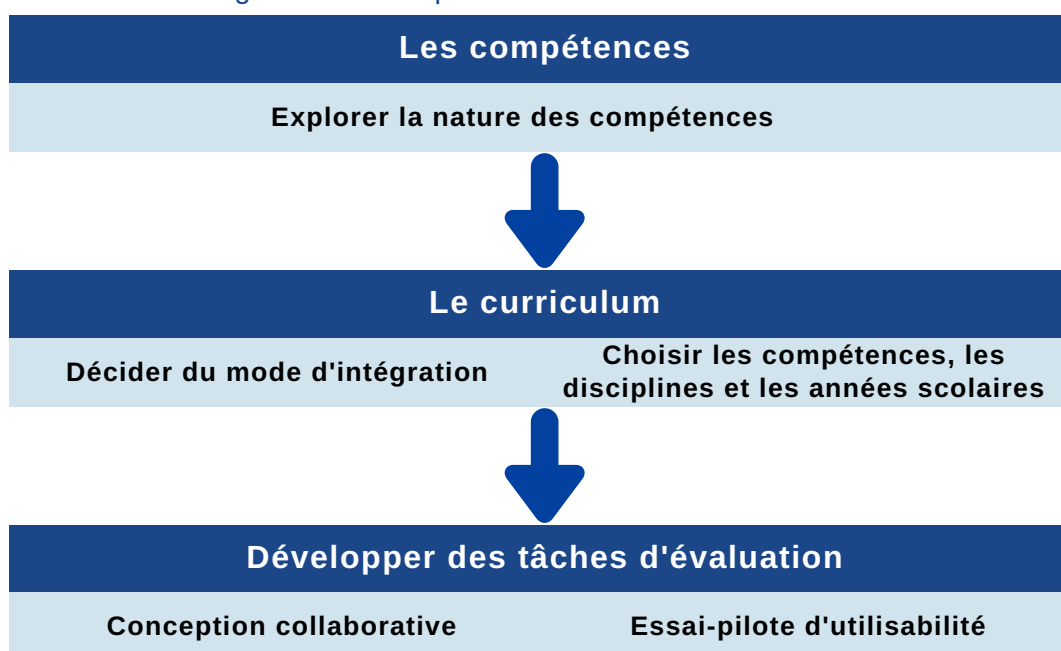 Les compétences
Explorer la nature des compétences
Le curriculum
Décider du mode d'intégration
Choisir les compétences, les
disciplines et les années scolaires
Développer des tâches d'évaluation
Conception collaborative
Essai-pilote d'utilisabilité